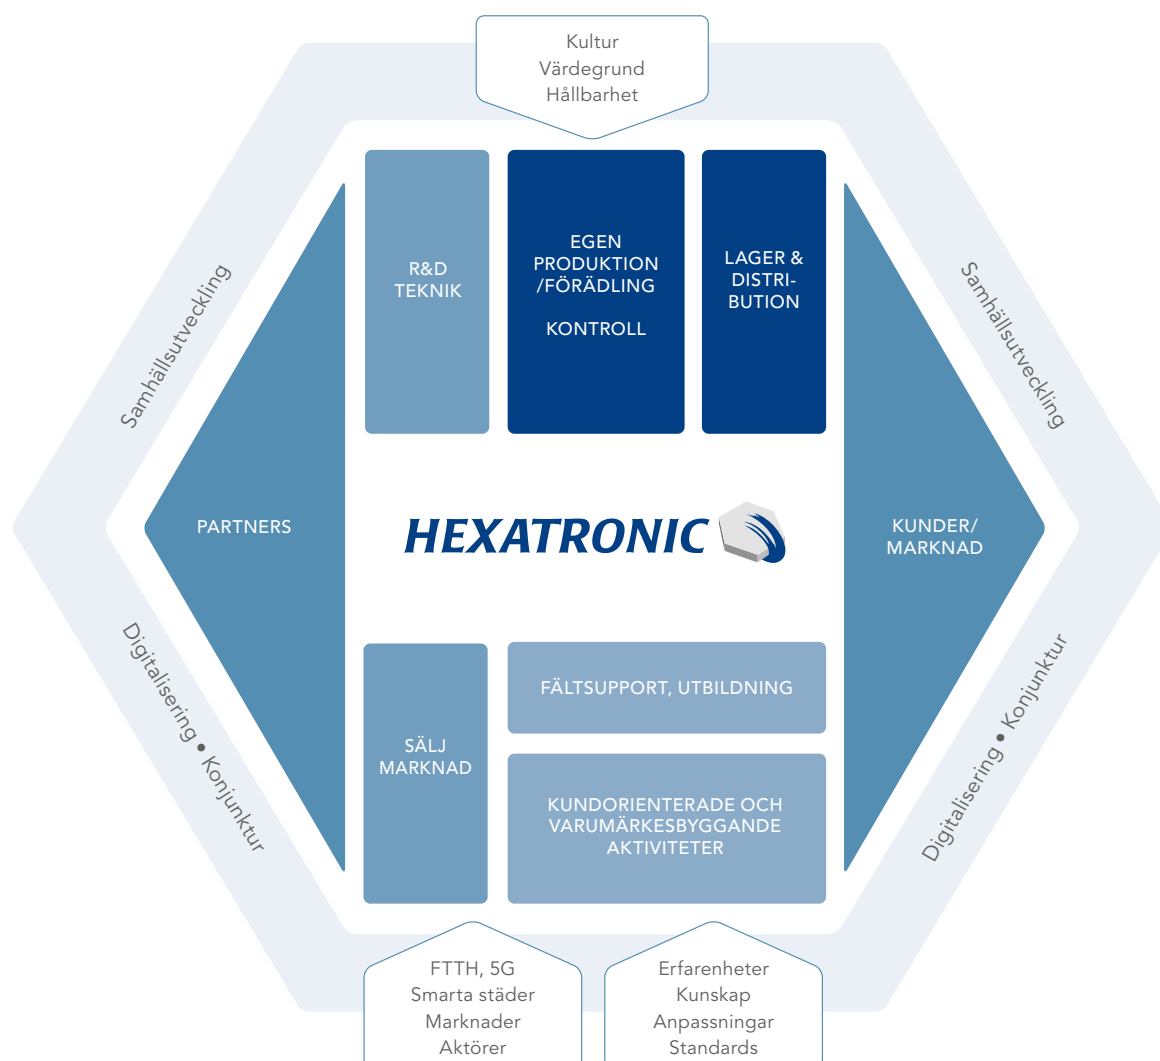 Kultur
Värdegrund
Hållbarhet
Samhällsutveckling
Samhällsutveckling
R&D
TEKNIK
EGEN
PRODUKTION
/FÖRÄDLING
KONTROLL
LAGER &
DISTRI-
BUTION
PARTNERS
HEXATRONIC
KUNDER/
MARKNAD
Digitalisering • Konjunktur
Digitalisering • Konjunktur
SÄLJ
MARKNAD
FÄLTSUPPORT, UTBILDNING
KUNDORIENTERADE OCH
VARUMÄRKESBYGGANDE
AKTIVITETER
FTTH, 5G
Smarta städer
Marknader
Aktörer
Erfarenheter
Kunskap
Anpassningar
Standards